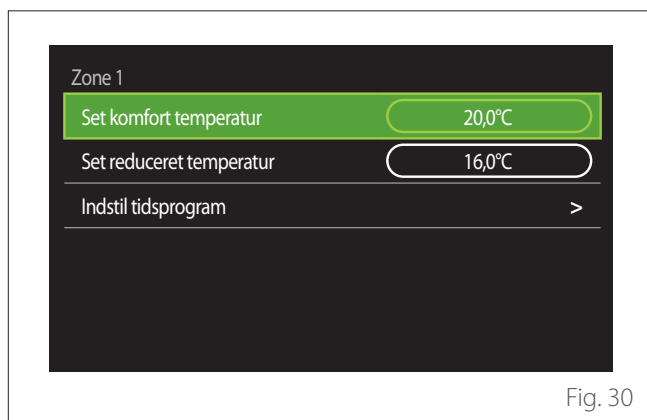 Zone 1
Set komfort temperatur 20,0°C
Set reduceret temperatur 16,0°C
Indstil tidsprogram >
Fig. 30